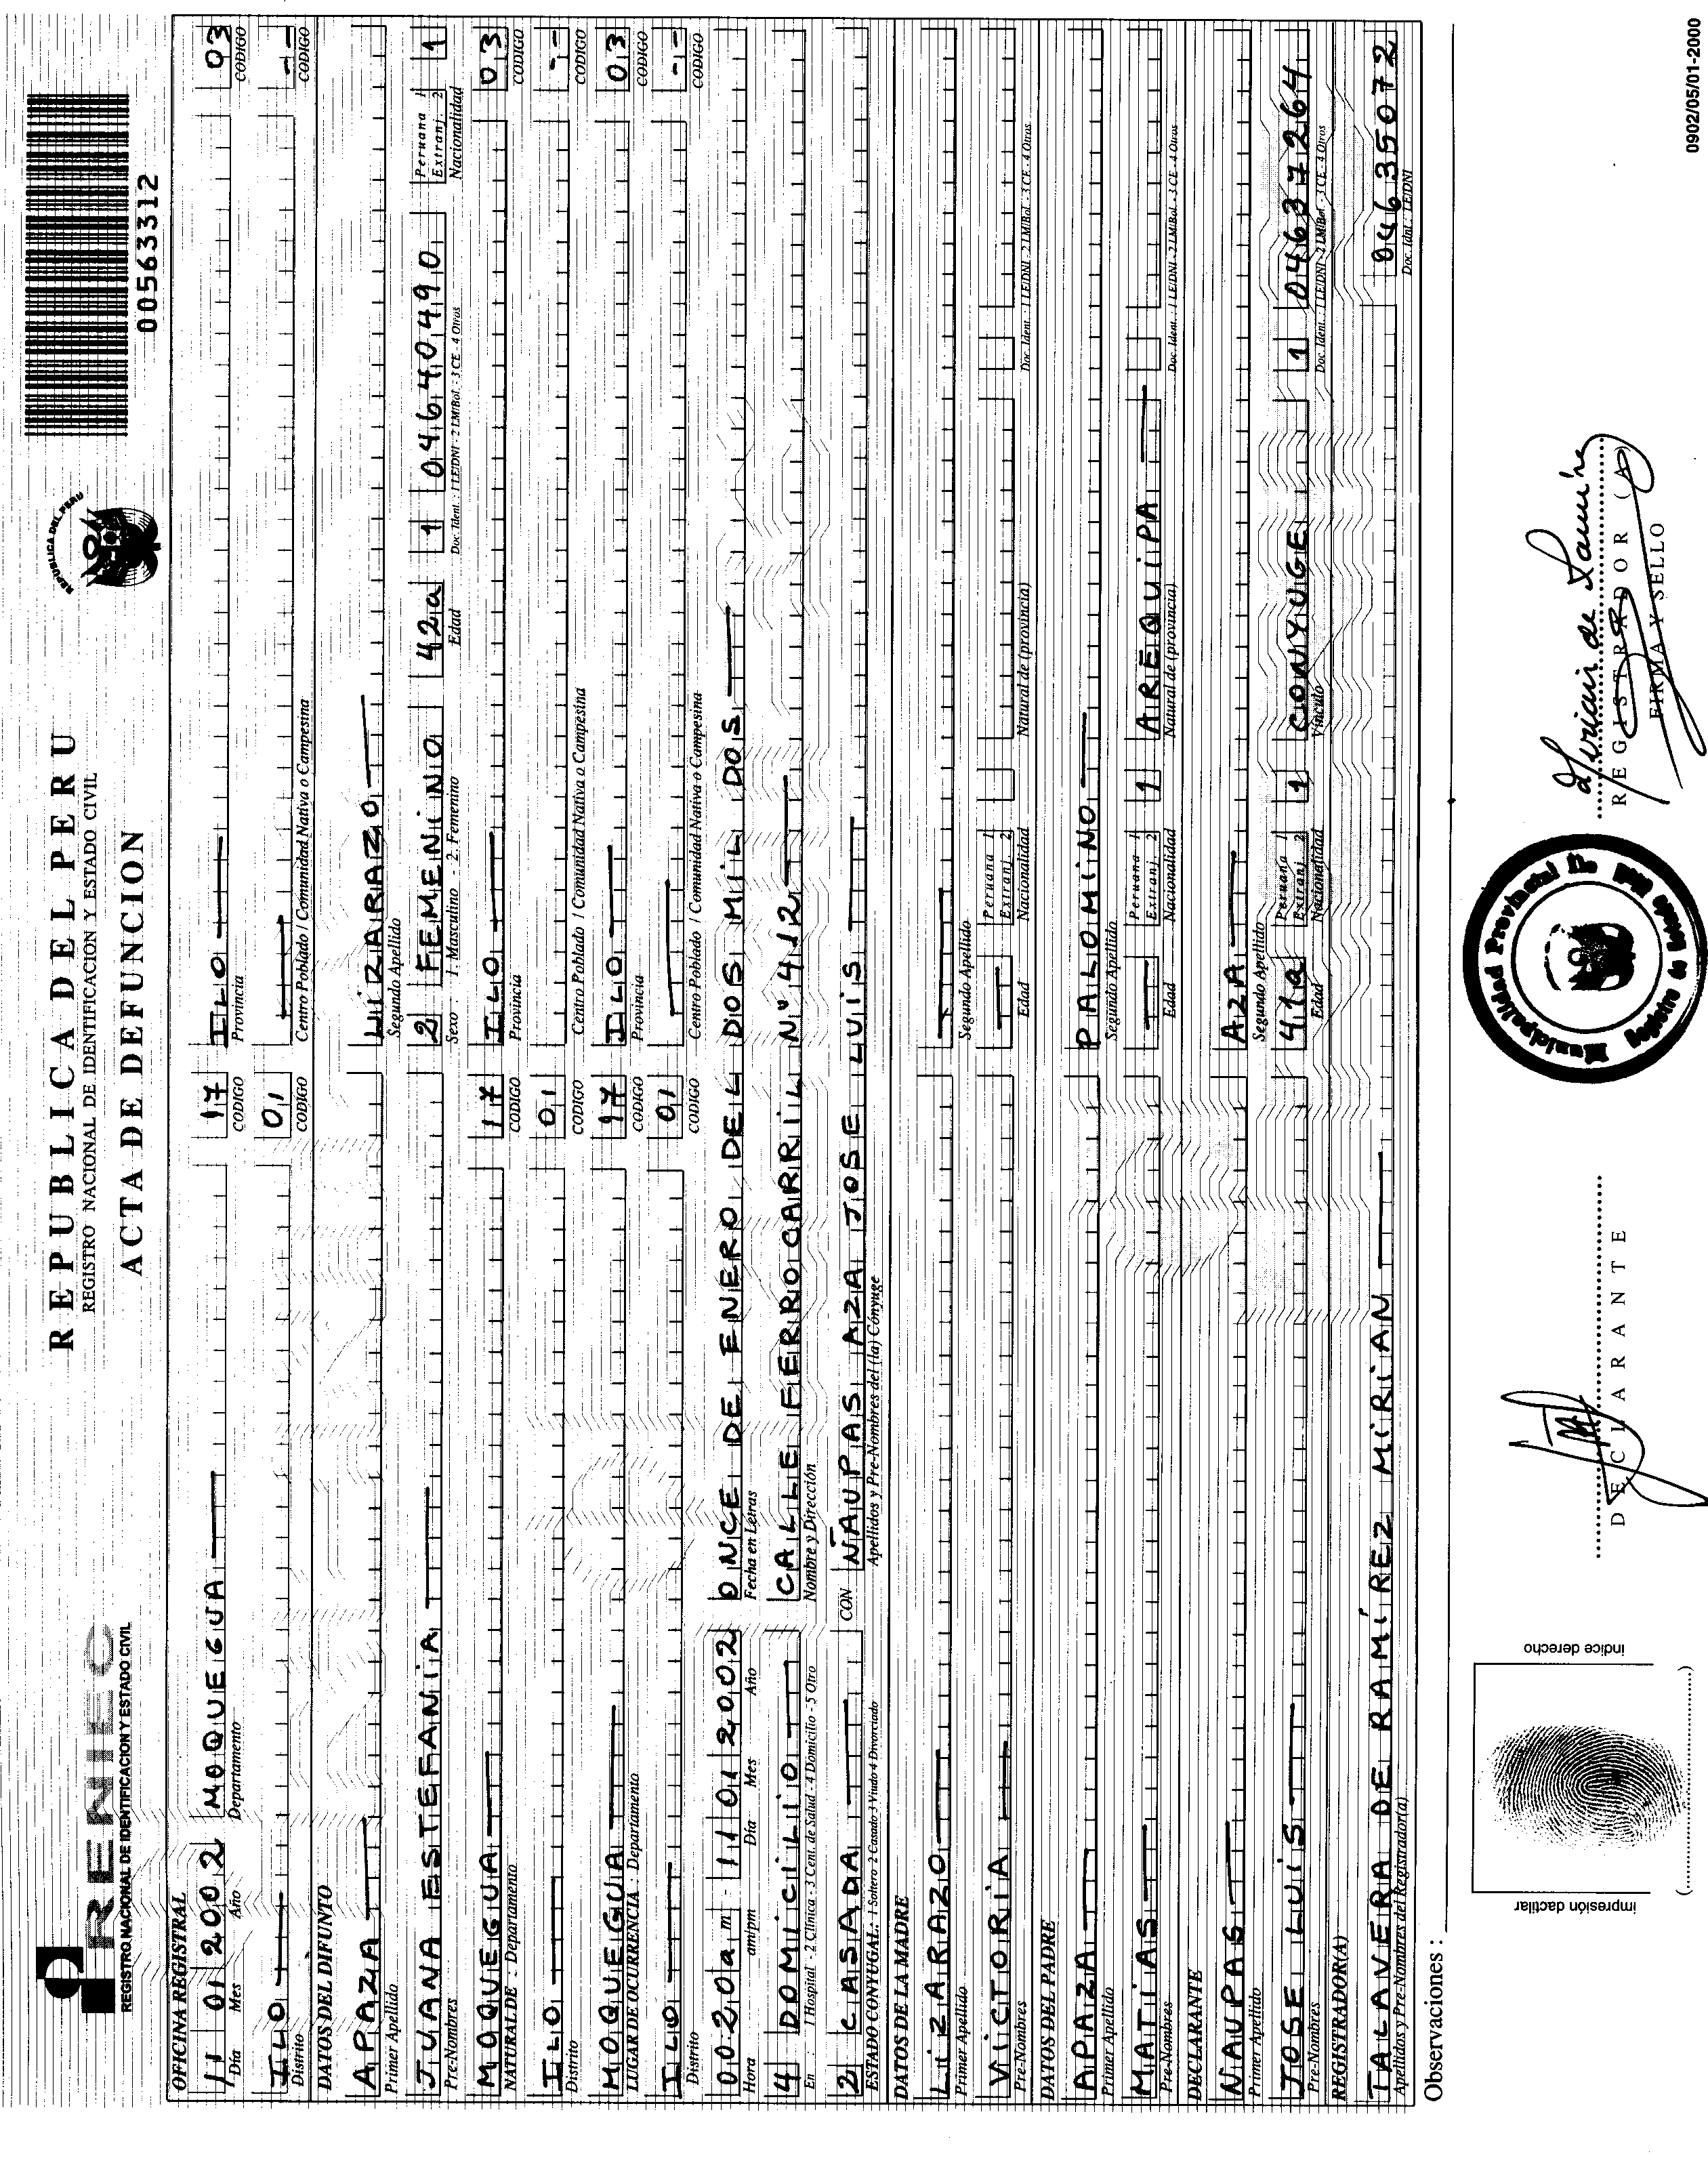 RENIEC
REGISTRO NACIONAL DE IDENTIFICACION Y ESTADO CIVIL
REPUBLICA DEL PERU
REGISTRO NACIONAL DE IDENTIFICACION Y ESTADO CIVIL
ACTA DE DEFUNCION
REPUBLICA DEL PERU
00563312
OFICINA REGISTRAL
11 01 2002 MOQUEGUA 17 ILO 03
Día Mes Año Departamento CODIGO Provincia CODIGO
ILO 01 --
Distrito CODIGO Centro Poblado / Comunidad Nativa o Campesina CODIGO
DATOS DEL DIFUNTO
APAZA LIZARAZO
Primer Apellido Segundo Apellido
JUANA ESTEFANIA 2 FEMENINO 42a 1 04640490 Peruana 1 Extranj. 2 1
Pre-Nombres Sexo : 1- Masculino - 2. Femenino Edad Doc. Ident. : 1 LE/DNI - 2 LM/Bol. - 3 CE - 4 Otros Nacionalidad
MOQUEGUA 17 ILO 03
NATURAL DE : Departamento CODIGO Provincia CODIGO
ILO 01 --
Distrito CODIGO Centro Poblado / Comunidad Nativa o Campesina CODIGO
MOQUEGUA 17 ILO 03
LUGAR DE OCURRENCIA : Departamento CODIGO Provincia CODIGO
ILO 01 --
Distrito CODIGO Centro Poblado / Comunidad Nativa o Campesina CODIGO
00 20 am - 11 01 2002 ONCE DE ENERO DEL DOS MIL DOS
Hora am/pm Día Mes Año Fecha en Letras
4 DOMICILIO CALLE FERROCARRIL Nº 412
En : 1 Hospital - 2 Clínica - 3 Cent. de Salud - 4 Domicilio - 5 Otro Nombre y Dirección
2 CASADA CON ÑAUPAS AZA JOSE LUIS
ESTADO CONYUGAL: 1 Soltero 2 Casado 3 Viudo 4 Divorciado Apellidos y Pre-Nombres del (la) Cónyuge
DATOS DE LA MADRE
LIZARAZO
Primer Apellido Segundo Apellido
VICTORIA Peruana 1 Extranj. 2
Pre-Nombres Edad Nacionalidad Natural de (provincia) Doc. Ident. : 1 LE/DNI - 2 LM/Bol. - 3 CE - 4 Otros
DATOS DEL PADRE
APAZA PALOMINO
Primer Apellido Segundo Apellido
MATIAS Peruana 1 Extranj. 2 1 AREQUIPA
Pre-Nombres Edad Nacionalidad Natural de (provincia) Doc. Ident. : 1 LE/DNI - 2 LM/Bol. - 3 CE - 4 Otros
DECLARANTE
ÑAUPAS AZA
Primer Apellido Segundo Apellido
JOSE LUIS 41a Peruana 1 Extranj. 2 1 CONYUGE 1 04637264
Pre-Nombres Edad Nacionalidad Vínculo Doc. Ident. : 1 LE/DNI - 2 LM/Bol. - 3 CE - 4 Otros
REGISTRADOR(A)
TALAVERA DE RAMIREZ MIRIAN 04635072
Apellidos y Pre-Nombres del Registrador(a) Doc. Idnt : LE/DNI
Observaciones :
impresión dactilar
indice derecho
DECLARANTE
Municipalidad Provincial
Registro de Estado
REGISTRADOR (A)
FIRMA Y SELLO
0902/05/01-2000